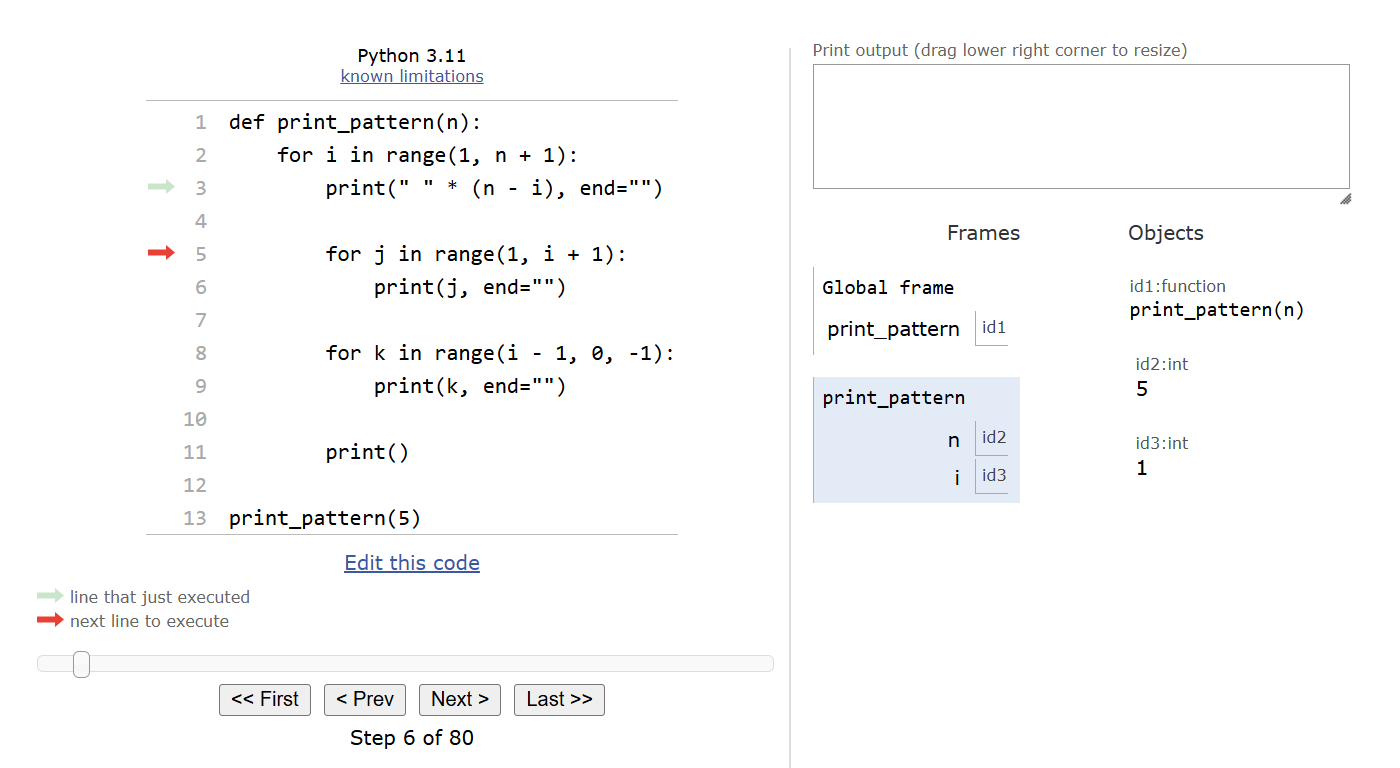 Python 3.11
known limitations
1 def print_pattern(n):
2     for i in range(1, n + 1):
3         print(" " * (n - i), end="")
4
5         for j in range(1, i + 1):
6             print(j, end="")
7
8         for k in range(i - 1, 0, -1):
9             print(k, end="")
10
11         print()
12
13 print_pattern(5)
Edit this code
line that just executed
next line to execute
<< First < Prev Next > Last >>
Step 6 of 80
Print output (drag lower right corner to resize)
Frames Objects
Global frame
print_pattern id1
print_pattern
n id2
i id3
id1:function
print_pattern(n)
id2:int
5
id3:int
1